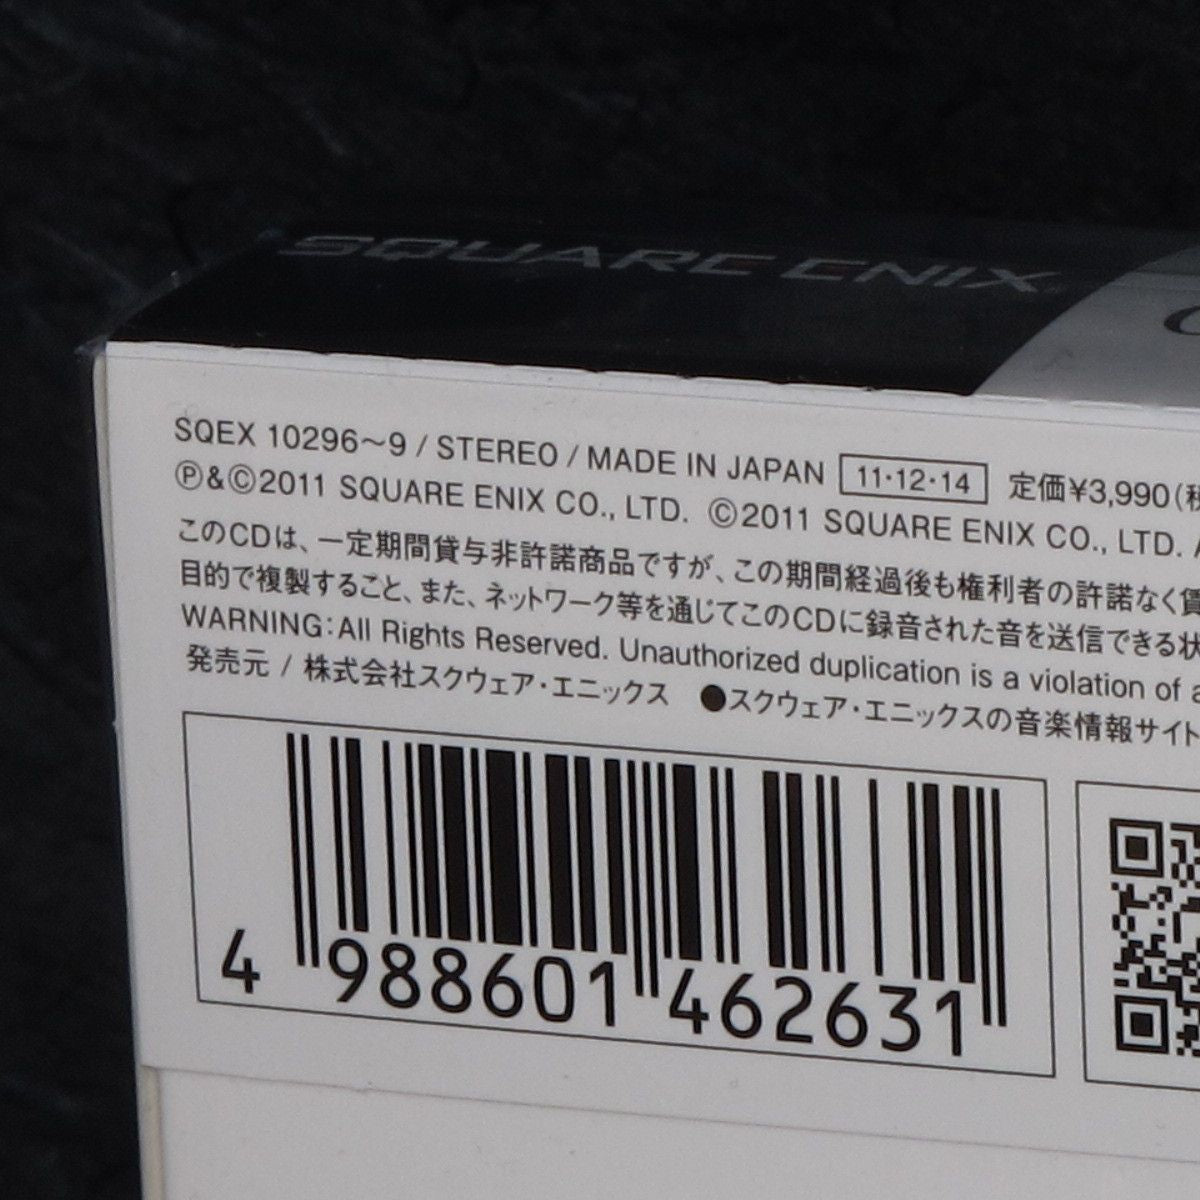 SQUARE ENIX
SQEX 10296〜9 / STEREO / MADE IN JAPAN 11・12・14 定価¥3,990(税
Ⓟ&©2011 SQUARE ENIX CO., LTD. ©2011 SQUARE ENIX CO., LTD. A
このCDは、一定期間貸与非許諾商品ですが、この期間経過後も権利者の許諾なく賃
目的で複製すること、また、ネットワーク等を通じてこのCDに録音された音を送信できる状
WARNING:All Rights Reserved. Unauthorized duplication is a violation of a
発売元 / 株式会社スクウェア・エニックス ●スクウェア・エニックスの音楽情報サイト
4 988601 462631